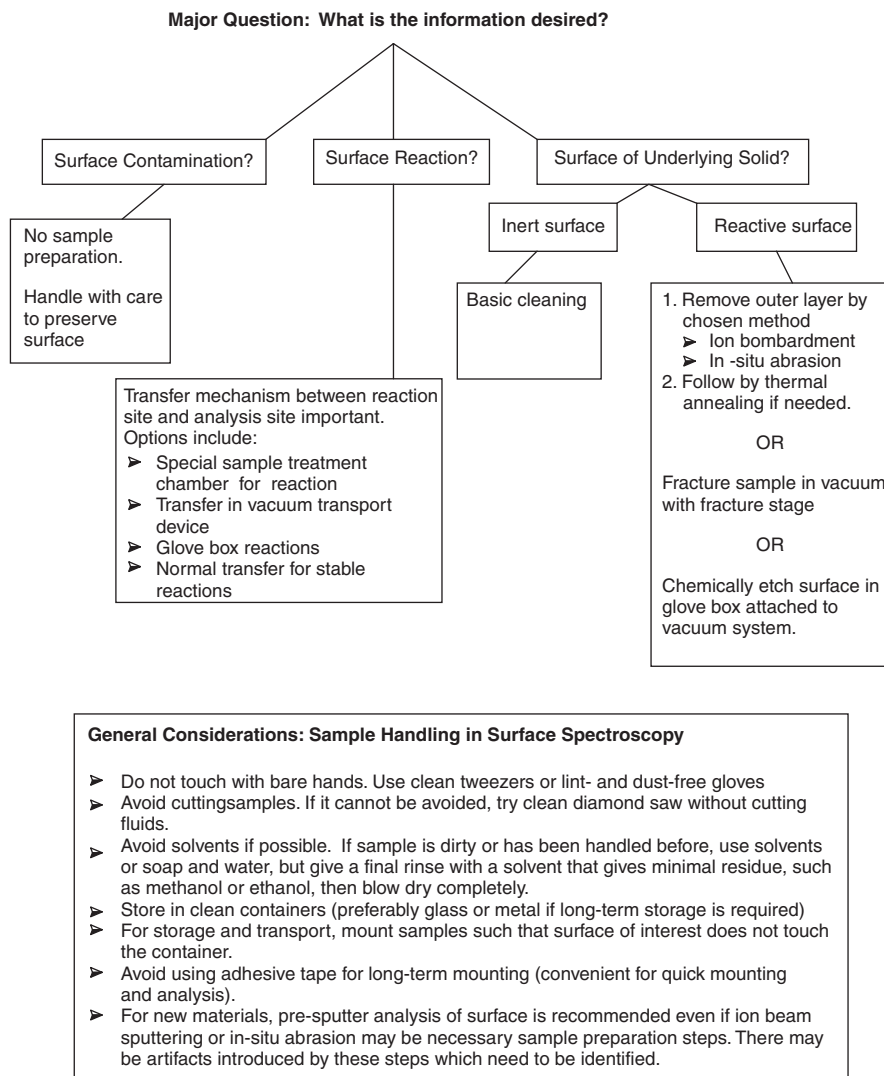 Major Question: What is the information desired?
Surface Contamination?
Surface Reaction?
Surface of Underlying Solid?
No sample
preparation.
Handle with care
to preserve
surface
Inert surface
Reactive surface
Basic cleaning
1. Remove outer layer by
chosen method
➢ Ion bombardment
➢ In -situ abrasion
2. Follow by thermal
annealing if needed.
OR
Fracture sample in vacuum
with fracture stage
OR
Chemically etch surface in
glove box attached to
vacuum system.
Transfer mechanism between reaction
site and analysis site important.
Options include:
➢ Special sample treatment
chamber for reaction
➢ Transfer in vacuum transport
device
➢ Glove box reactions
➢ Normal transfer for stable
reactions
General Considerations: Sample Handling in Surface Spectroscopy
➢ Do not touch with bare hands. Use clean tweezers or lint- and dust-free gloves
➢ Avoid cuttingsamples. If it cannot be avoided, try clean diamond saw without cutting
fluids.
➢ Avoid solvents if possible. If sample is dirty or has been handled before, use solvents
or soap and water, but give a final rinse with a solvent that gives minimal residue, such
as methanol or ethanol, then blow dry completely.
➢ Store in clean containers (preferably glass or metal if long-term storage is required)
➢ For storage and transport, mount samples such that surface of interest does not touch
the container.
➢ Avoid using adhesive tape for long-term mounting (convenient for quick mounting
and analysis).
➢ For new materials, pre-sputter analysis of surface is recommended even if ion beam
sputtering or in-situ abrasion may be necessary sample preparation steps. There may
be artifacts introduced by these steps which need to be identified.